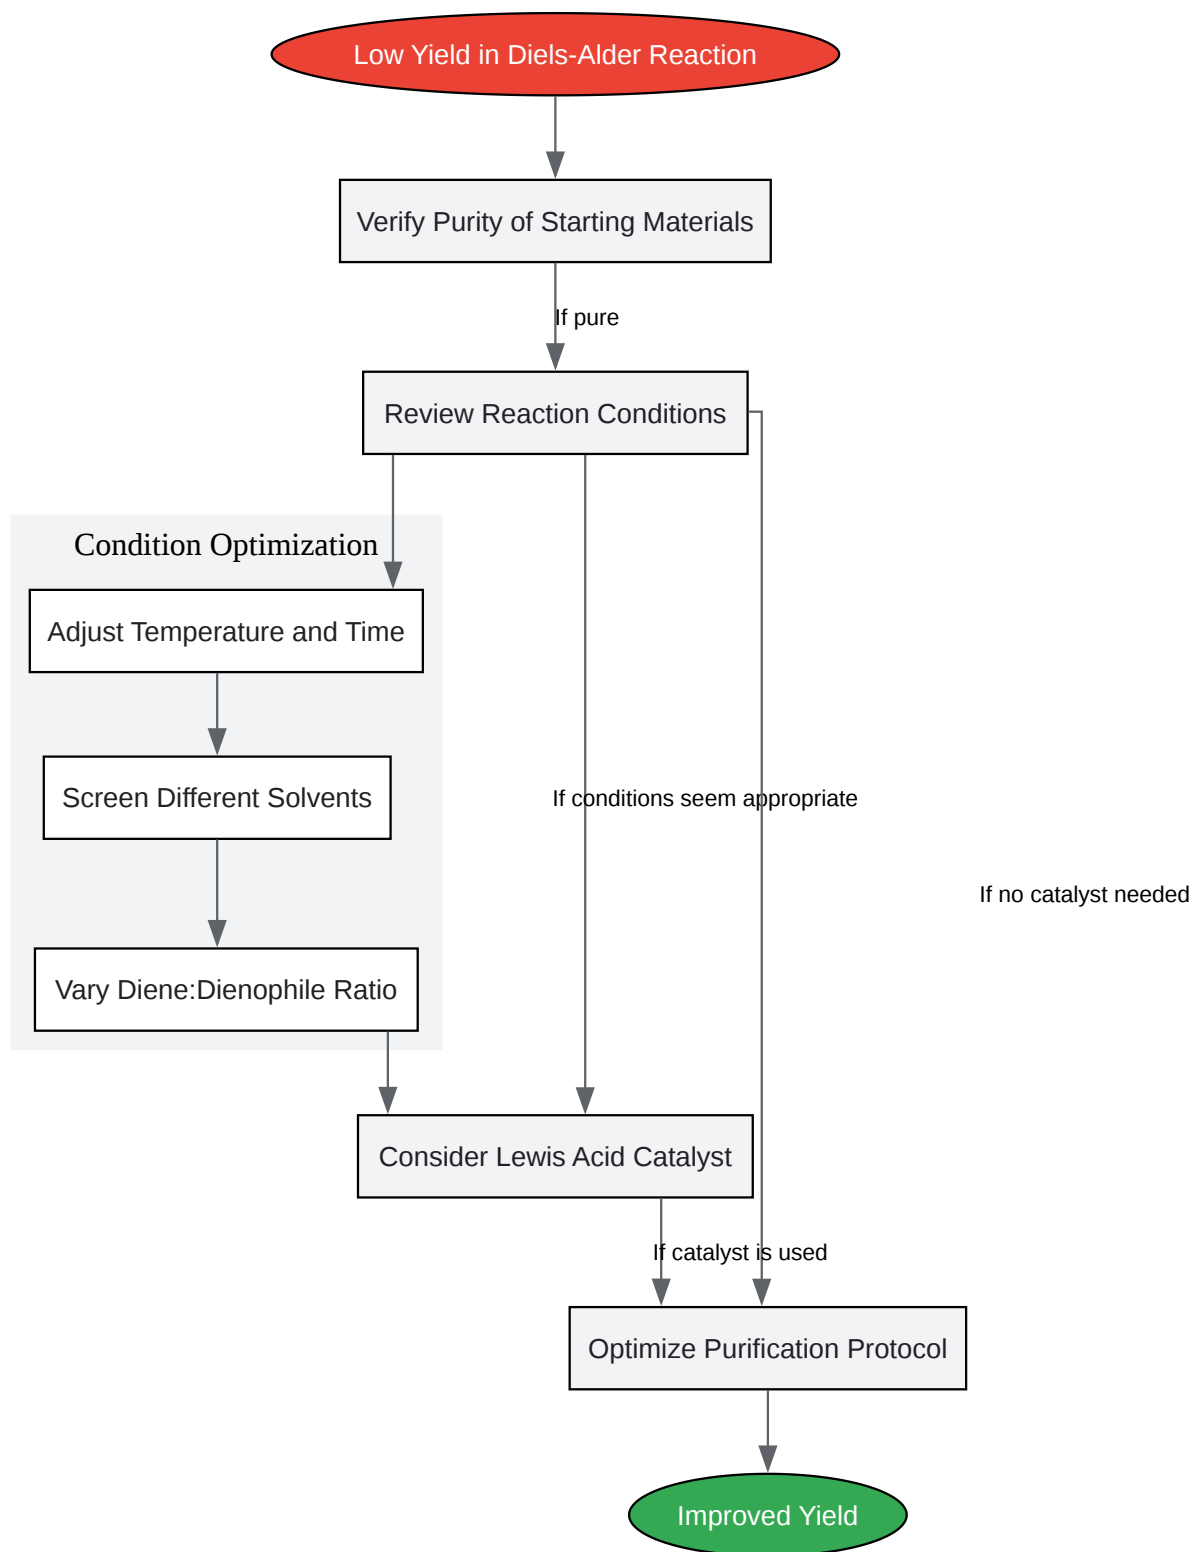 Low Yield in Diels-Alder Reaction
Verify Purity of Starting Materials
If pure
Review Reaction Conditions
Condition Optimization
Adjust Temperature and Time
Screen Different Solvents
If conditions seem appropriate
If no catalyst needed
Vary Diene:Dienophile Ratio
Consider Lewis Acid Catalyst
If catalyst is used
Optimize Purification Protocol
Improved Yield